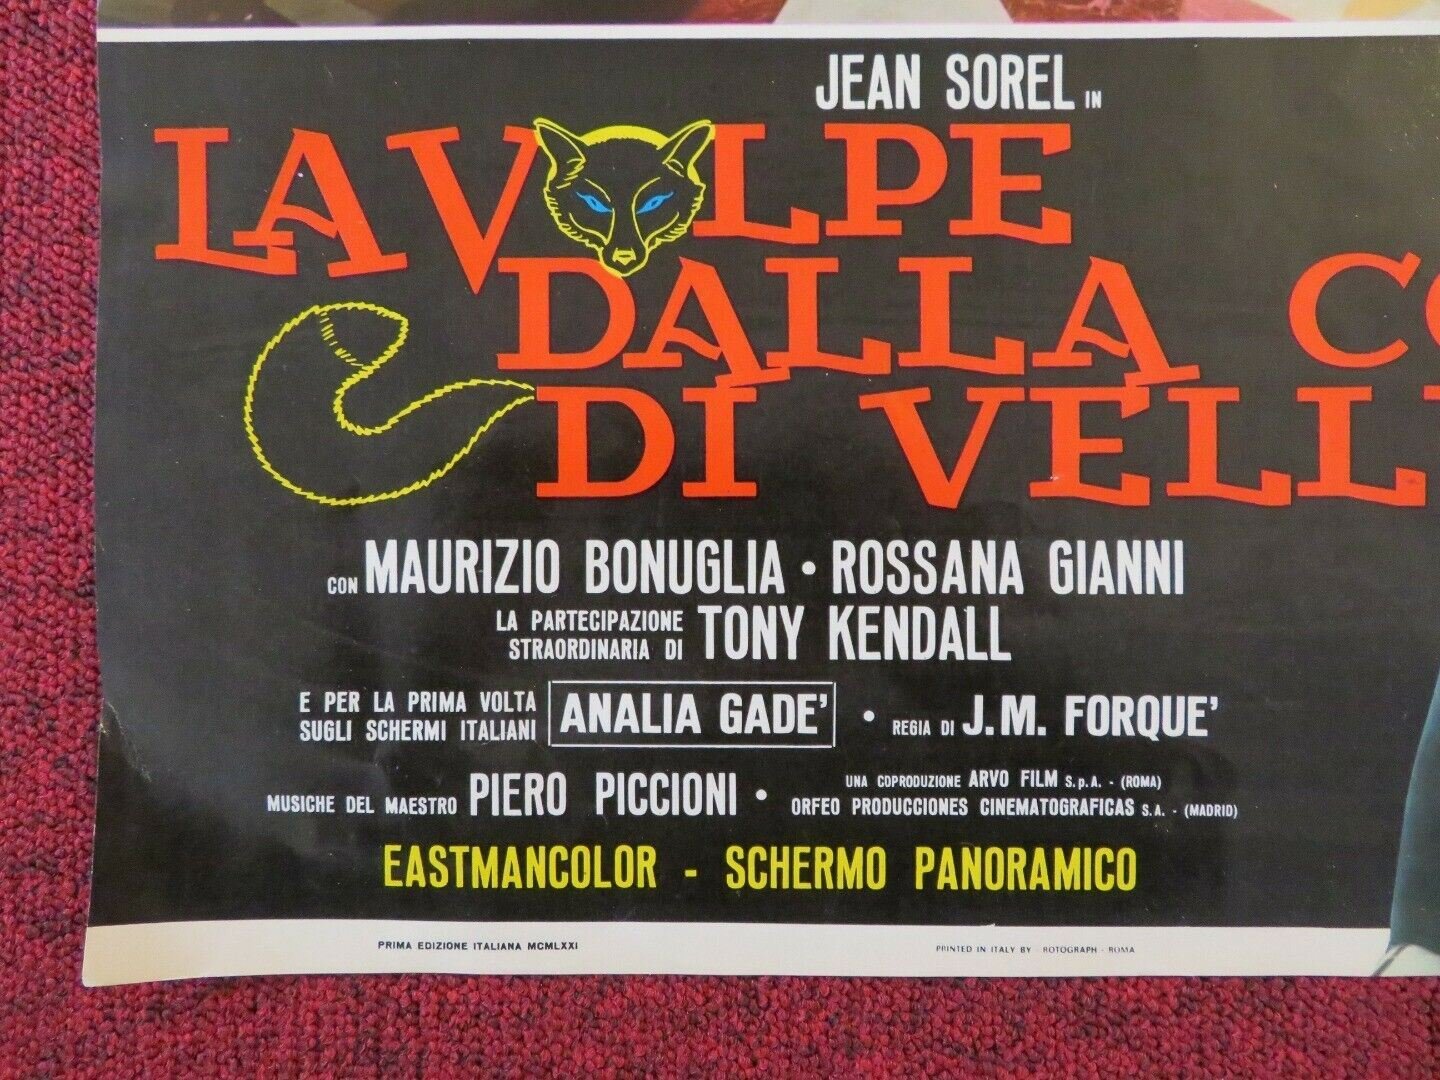 JEAN SOREL IN
LA VOLPE
DALLA
DI
CON MAURIZIO BONUGLIA • ROSSANA GIANNI
LA PARTECIPAZIONE
STRAORDINARIA DI TONY KENDALL
E PER LA PRIMA VOLTA
SUGLI SCHERMI ITALIANI ANALIA GADE' • REGIA DI J.M. FORQUE'
MUSICHE DEL MAESTRO PIERO PICCIONI •
UNA COPRODUZIONE ARVO FILM S.p.A. - (ROMA)
ORFEO PRODUCCIONES CINEMATOGRAFICAS S.A. - (MADRID)
EASTMANCOLOR - SCHERMO PANORAMICO
PRIMA EDIZIONE ITALIANA MCMLXXI
PRINTED IN ITALY BY - ROTOGRAPH - ROMA